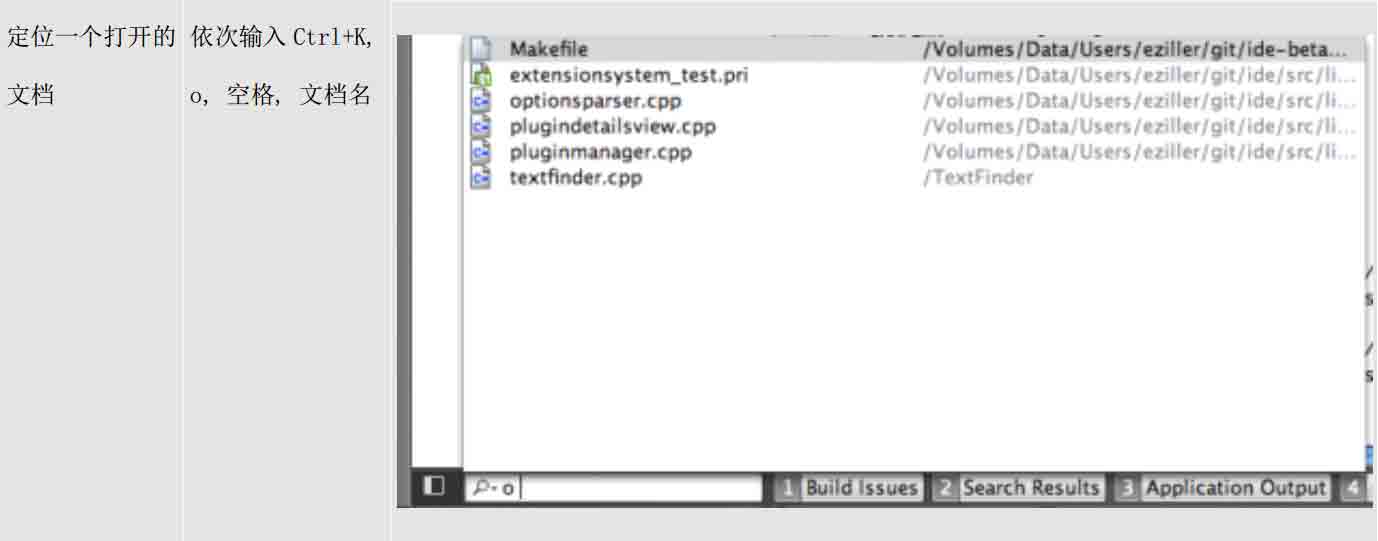 定位一个打开的
文档
依次输入 Ctrl+K,
o, 空格, 文档名
Makefile /Volumes/Data/Users/eziller/git/ide-beta...
extensionsystem_test.pri /Volumes/Data/Users/eziller/git/ide/src/li...
optionsparser.cpp /Volumes/Data/Users/eziller/git/ide/src/li...
plugindetailsview.cpp /Volumes/Data/Users/eziller/git/ide/src/li...
pluginmanager.cpp /Volumes/Data/Users/eziller/git/ide/src/li...
textfinder.cpp /TextFinder
o
1 Build Issues 2 Search Results 3 Application Output 4